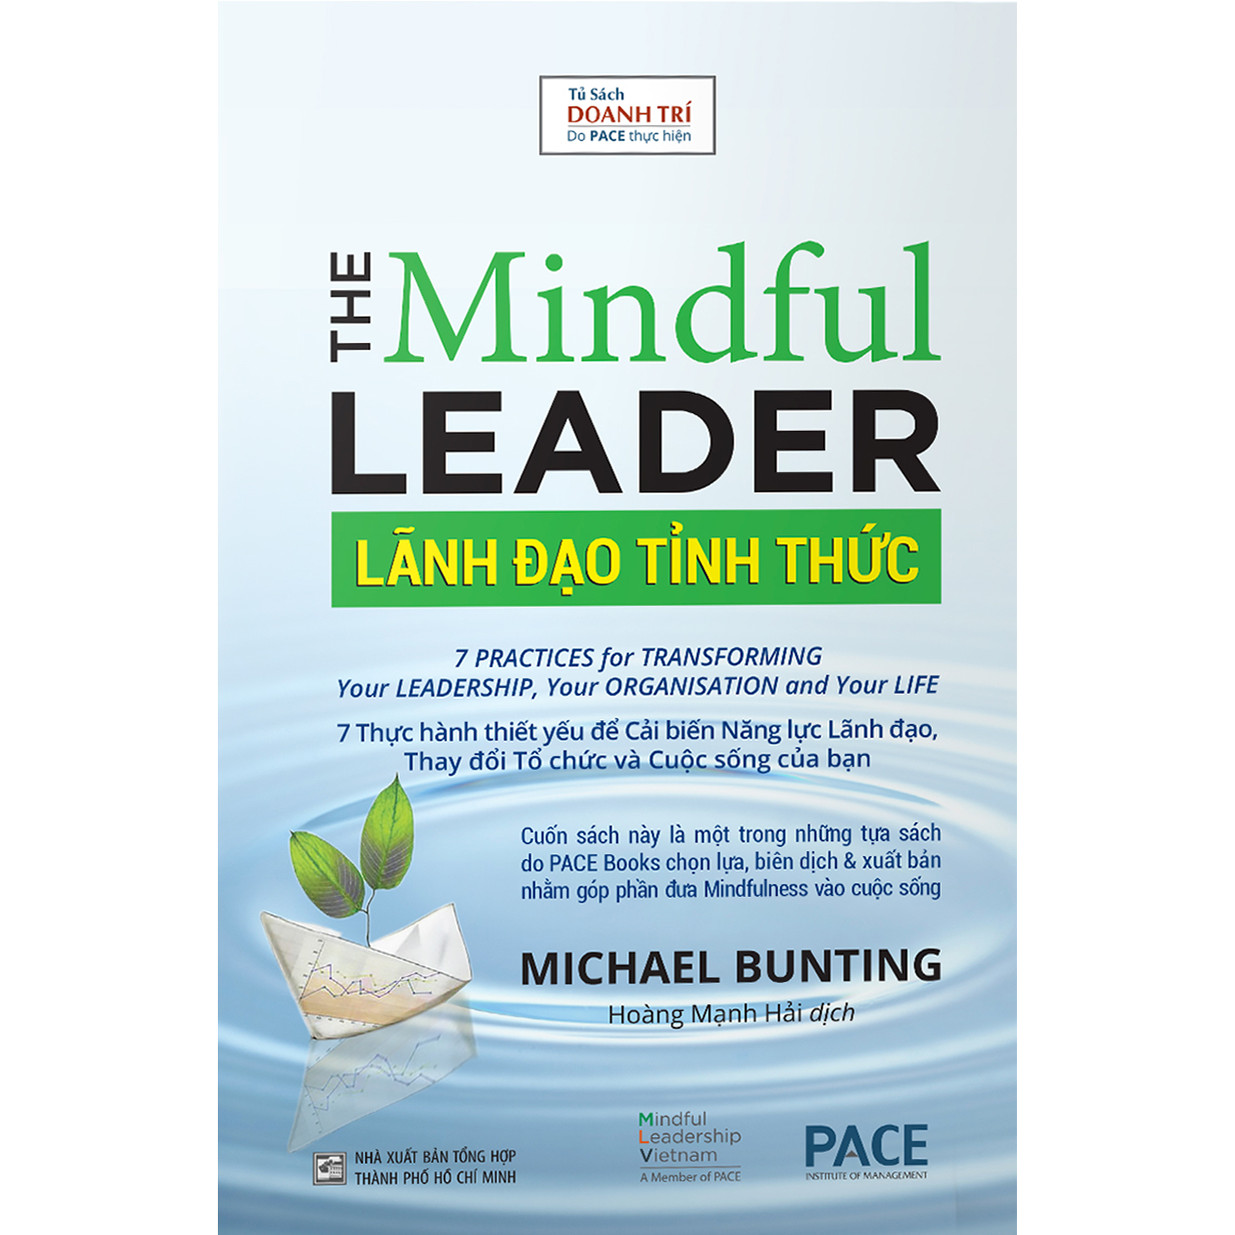 Tủ Sách
DOANH TRÍ
Do PACE thực hiện
THE Mindful
LEADER
LÃNH ĐẠO TỈNH THỨC
7 PRACTICES for TRANSFORMING
Your LEADERSHIP, Your ORGANISATION and Your LIFE
7 Thực hành thiết yếu để Cải biến Năng lực Lãnh đạo,
Thay đổi Tổ chức và Cuộc sống của bạn
Cuốn sách này là một trong những tựa sách
do PACE Books chọn lựa, biên dịch & xuất bản
nhằm góp phần đưa Mindfulness vào cuộc sống
MICHAEL BUNTING
Hoàng Mạnh Hải dịch
NHÀ XUẤT BẢN TỔNG HỢP
THÀNH PHỐ HỒ CHÍ MINH
Mindful
Leadership
Vietnam
A Member of PACE
PACE
INSTITUTE OF MANAGEMENT